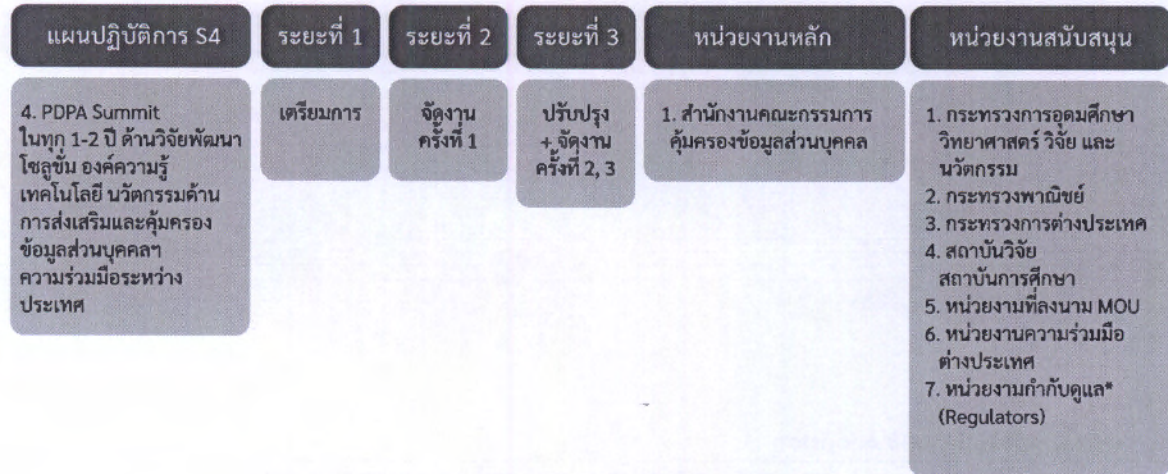 แผนปฏิบัติการ S4
ระยะที่ 1
ระยะที่ 2
ระยะที่ 3
หน่วยงานหลัก
หน่วยงานสนับสนุน
4. PDPA Summit
ในทุก 1-2 ปี ด้านวิจัยพัฒนา
โซลูชั่น องค์ความรู้
เทคโนโลยี นวัตกรรมด้าน
การส่งเสริมและคุ้มครอง
ข้อมูลส่วนบุคคลฯ
ความร่วมมือระหว่าง
ประเทศ
เตรียมการ
จัดงาน
ครั้งที่ 1
ปรับปรุง
+ จัดงาน
ครั้งที่ 2, 3
1. สำนักงานคณะกรรมการ
คุ้มครองข้อมูลส่วนบุคคล
1. กระทรวงการอุดมศึกษา
วิทยาศาสตร์ วิจัย และ
นวัตกรรม
2. กระทรวงพาณิชย์
3. กระทรวงการต่างประเทศ
4. สถาบันวิจัย
สถาบันการศึกษา
5. หน่วยงานที่ลงนาม MOU
6. หน่วยงานความร่วมมือ
ต่างประเทศ
7. หน่วยงานกำกับดูแล*
(Regulators)